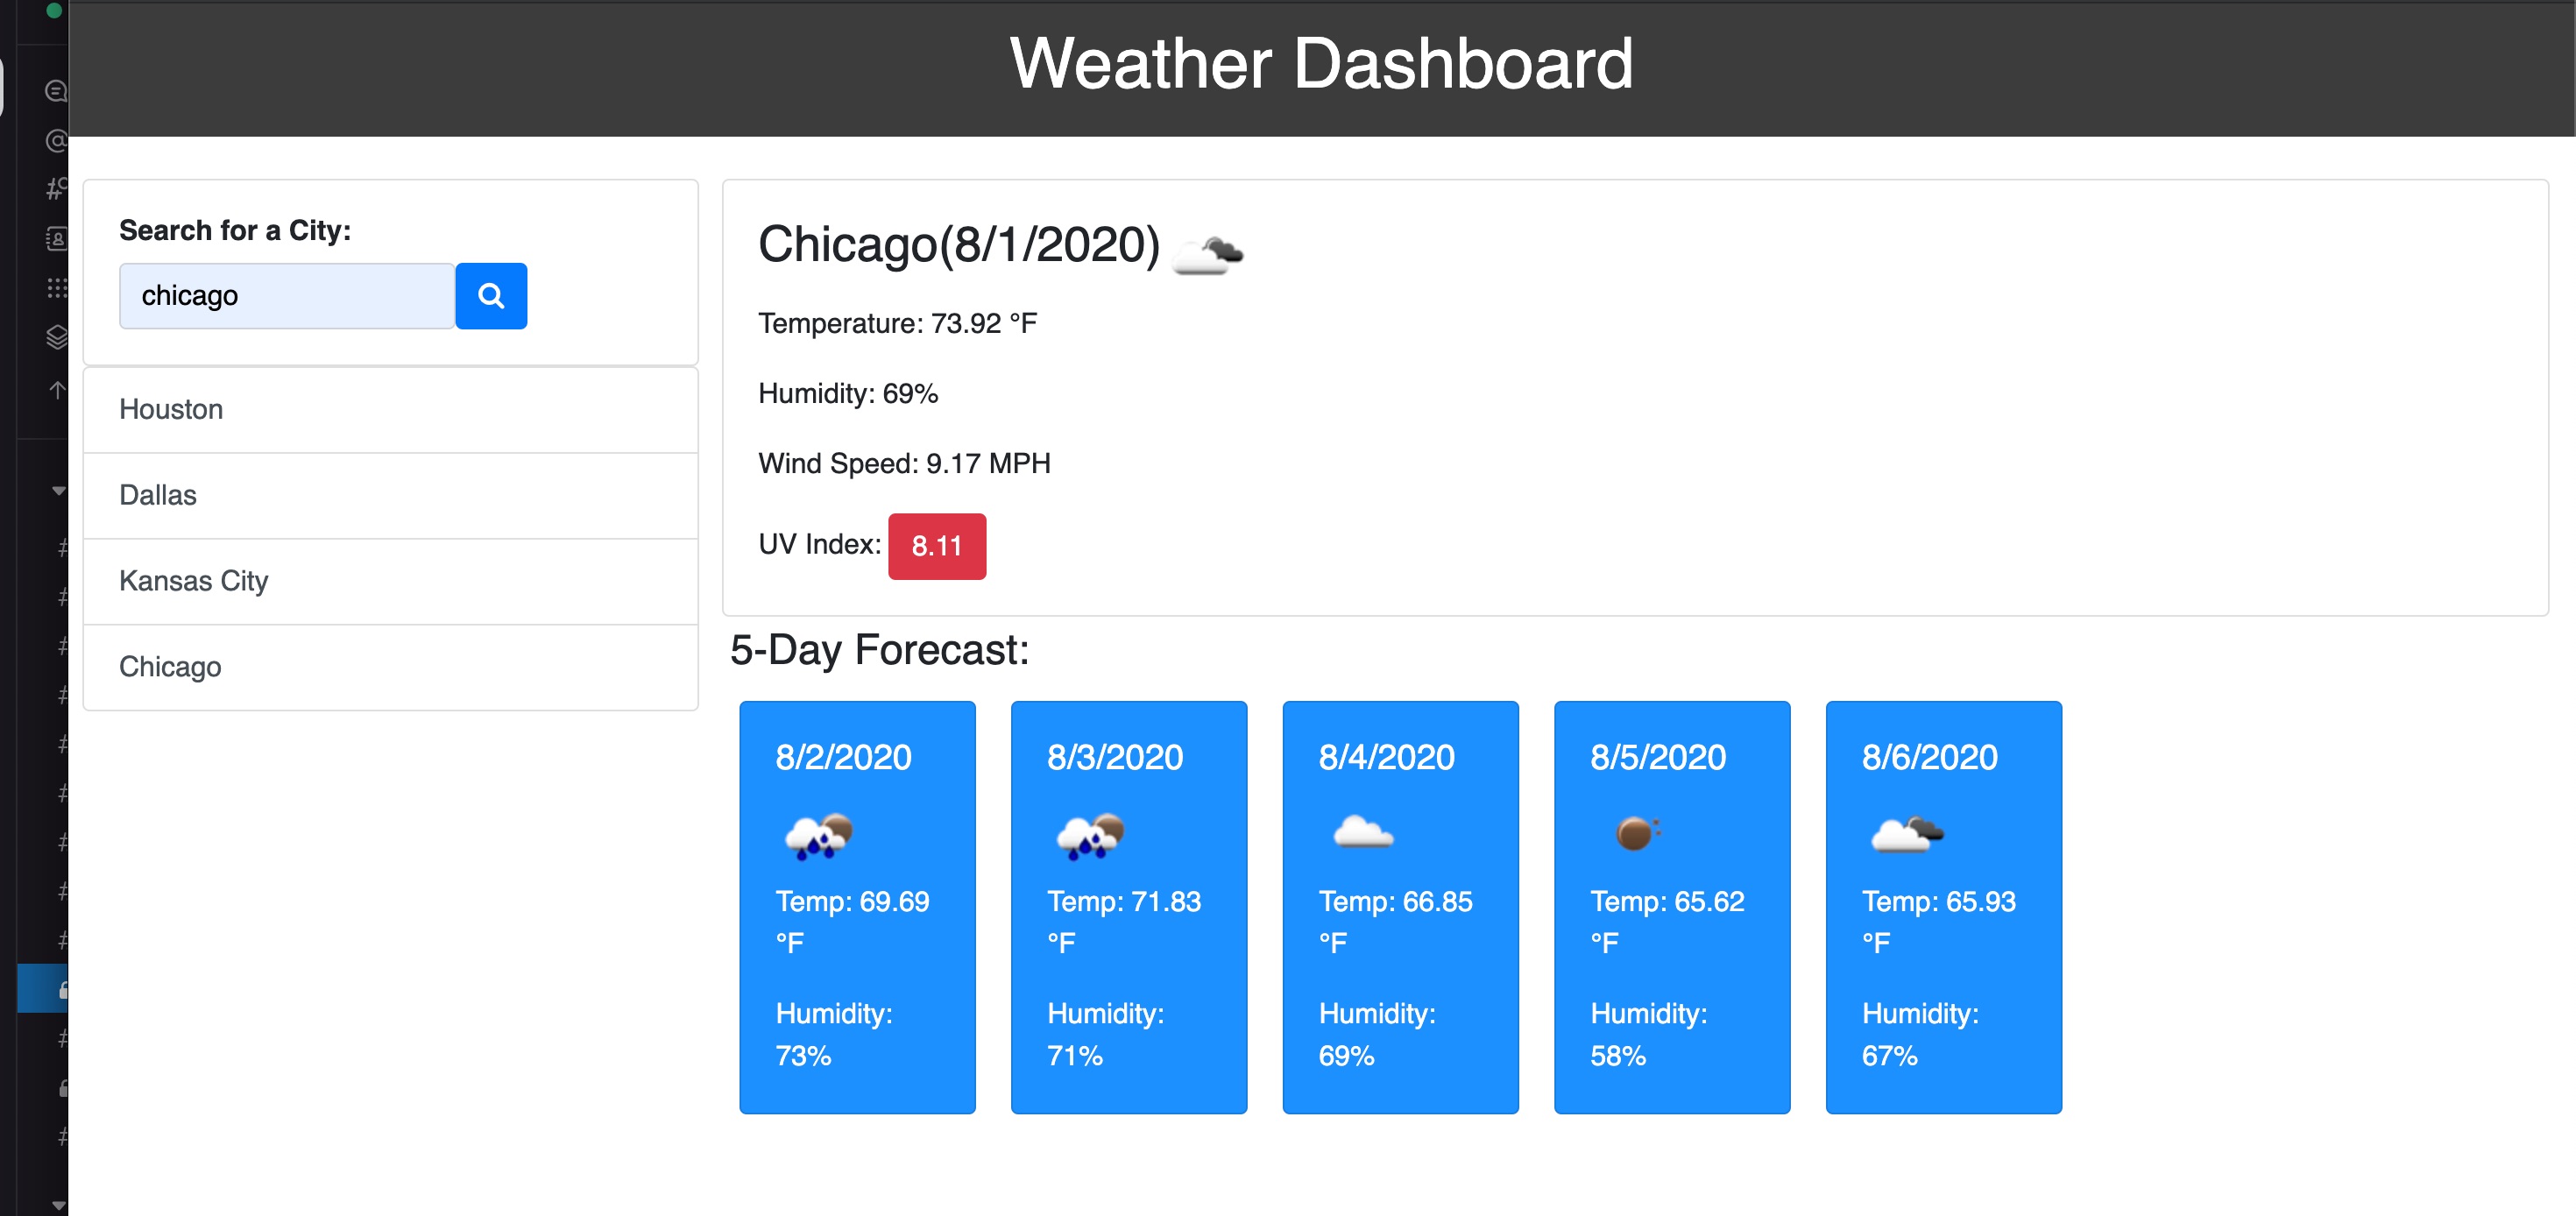 Weather Dashboard
Search for a City:
chicago
Houston
Dallas
Kansas City
Chicago
Chicago(8/1/2020)
Temperature: 73.92 °F
Humidity: 69%
Wind Speed: 9.17 MPH
UV Index: 8.11
5-Day Forecast:
8/2/2020
Temp: 69.69
°F
Humidity:
73%
8/3/2020
Temp: 71.83
°F
Humidity:
71%
8/4/2020
Temp: 66.85
°F
Humidity:
69%
8/5/2020
Temp: 65.62
°F
Humidity:
58%
8/6/2020
Temp: 65.93
°F
Humidity:
67%